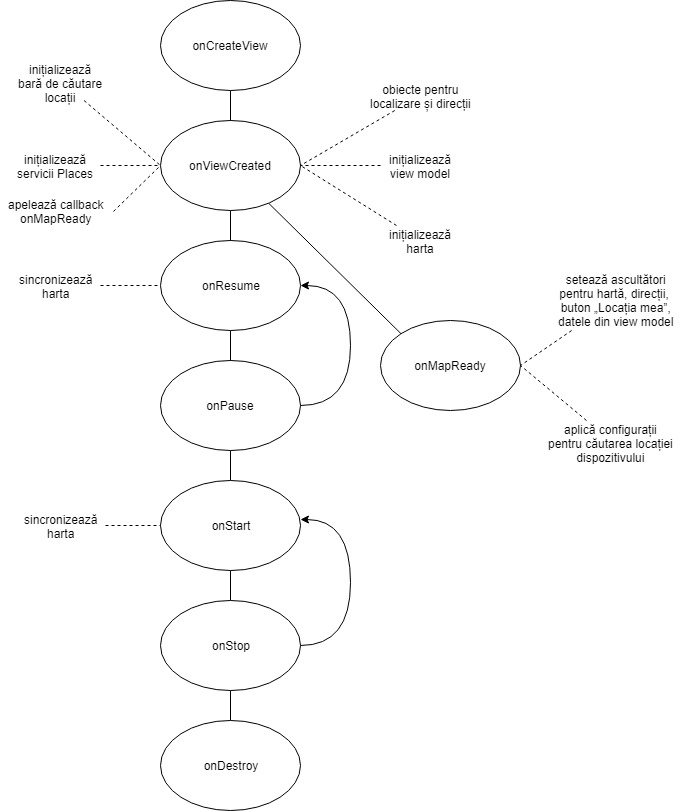 onCreateView
inițializează
bară de căutare
locații
obiecte pentru
localizare și direcții
inițializează
servicii Places
onViewCreated
inițializează
view model
apelează callback
onMapReady
inițializează
harta
sincronizează
harta
onResume
setează ascultători
pentru hartă, direcții,
buton „Locația mea”,
datele din view model
onMapReady
onPause
aplică configurații
pentru căutarea locației
dispozitivului
sincronizează
harta
onStart
onStop
onDestroy